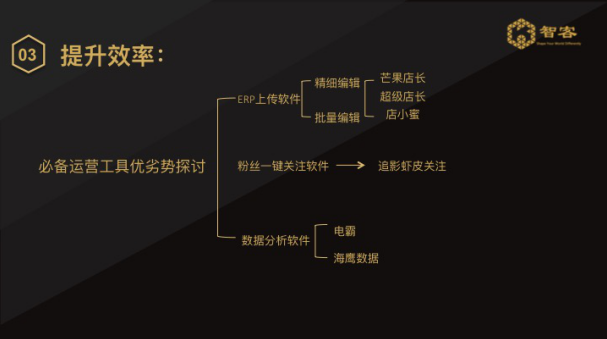 03
提升效率：
智客
必备运营工具优劣势探讨
ERP上传软件
精细编辑
批量编辑
芒果店长
超级店长
店小蜜
粉丝一键关注软件
追影虾皮关注
数据分析软件
电霸
海鹰数据